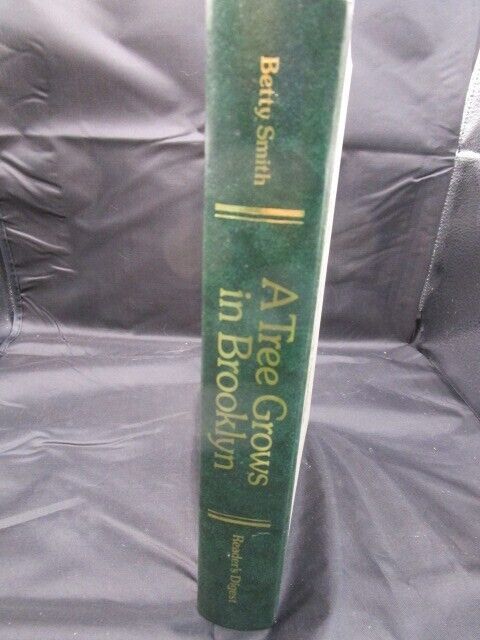 Betty Smith
A Tree Grows
in Brooklyn
Reader's Digest